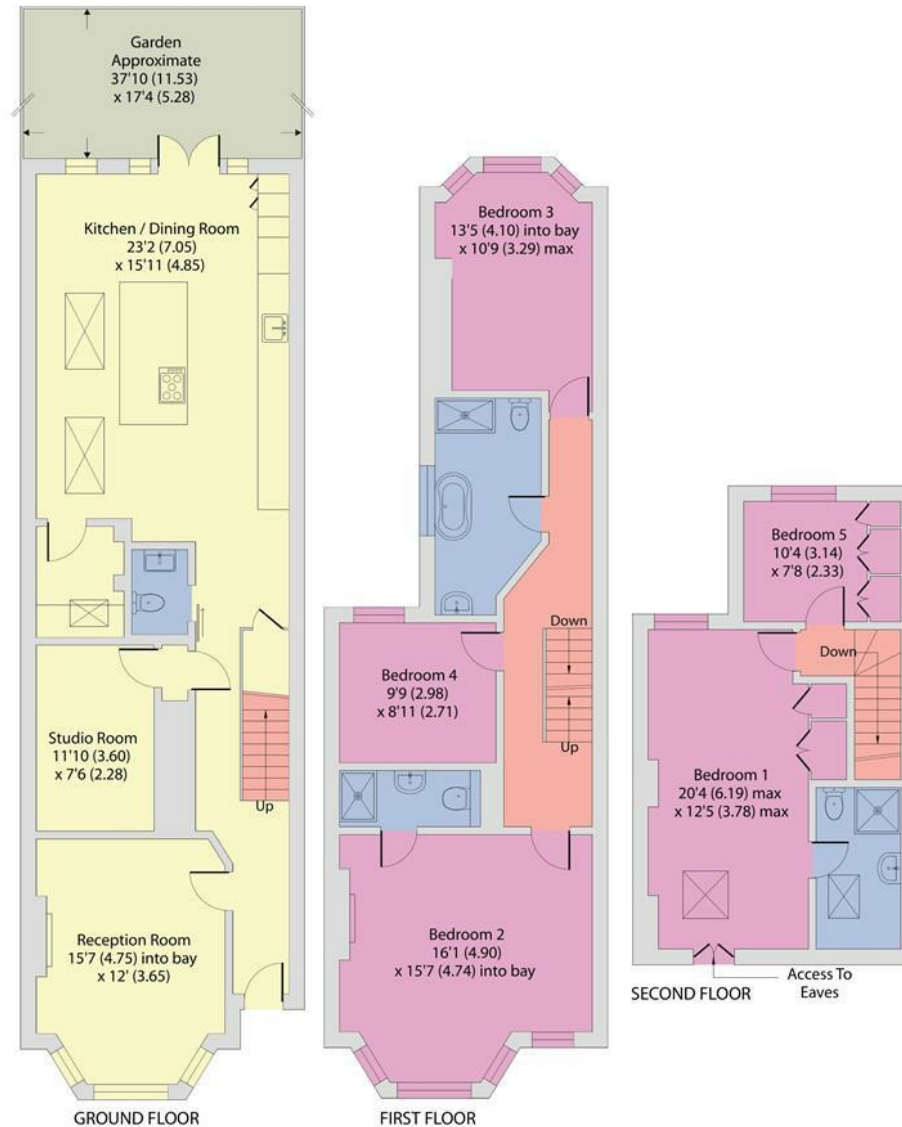 Garden
Approximate
37'10 (11.53)
x 17'4 (5.28)
Kitchen / Dining Room
23'2 (7.05)
x 15'11 (4.85)
Studio Room
11'10 (3.60)
x 7'6 (2.28)
Up
Reception Room
15'7 (4.75) into bay
x 12' (3.65)
GROUND FLOOR
Bedroom 3
13'5 (4.10) into bay
x 10'9 (3.29) max
Down
Bedroom 4
9'9 (2.98)
x 8'11 (2.71)
Up
Bedroom 2
16'1 (4.90)
x 15'7 (4.74) into bay
FIRST FLOOR
Bedroom 5
10'4 (3.14)
x 7'8 (2.33)
Down
Bedroom 1
20'4 (6.19) max
x 12'5 (3.78) max
Access To
Eaves
SECOND FLOOR